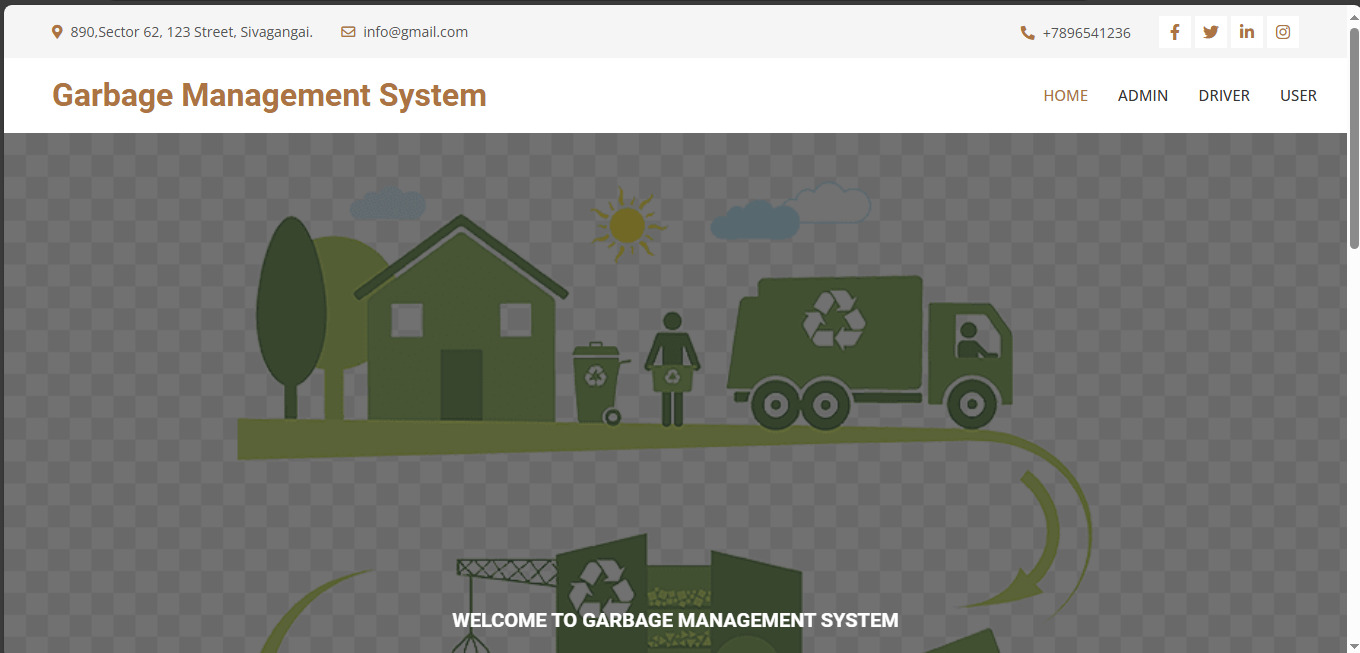 890,Sector 62, 123 Street, Sivagangai. info@gmail.com +7896541236
Garbage Management System HOME ADMIN DRIVER USER
WELCOME TO GARBAGE MANAGEMENT SYSTEM